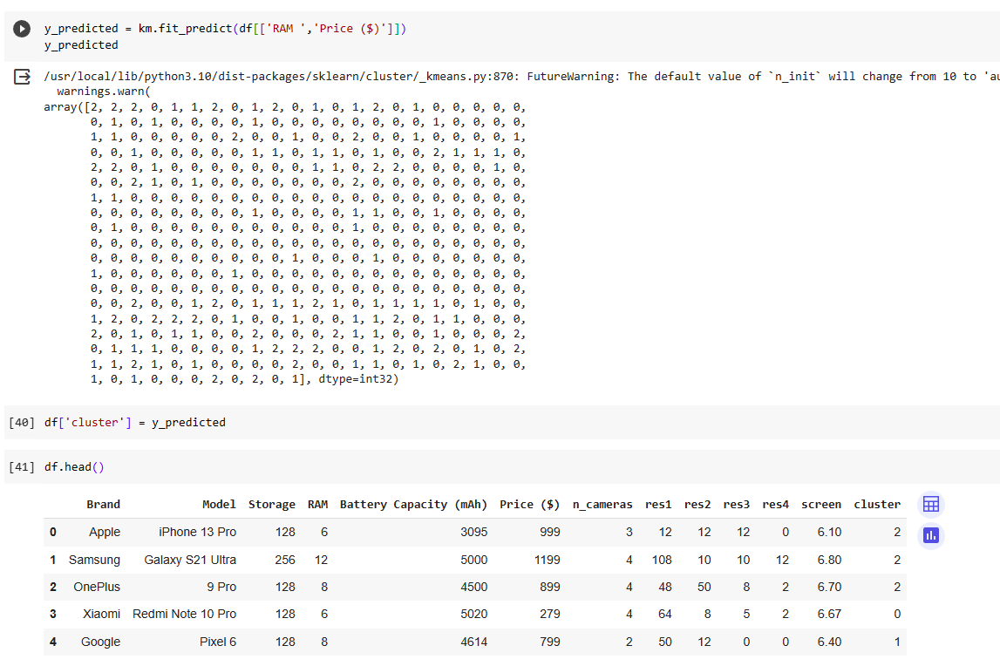 y_predicted = km.fit_predict(df[['RAM ','Price ($)']])
y_predicted
/usr/local/lib/python3.10/dist-packages/sklearn/cluster/_kmeans.py:870: FutureWarning: The default value of `n_init` will change from 10 to 'au
warnings.warn(
array([2, 2, 2, 0, 1, 1, 2, 0, 1, 2, 0, 1, 0, 1, 2, 0, 1, 0, 0, 0, 0, 0,
0, 1, 0, 1, 0, 0, 0, 0, 1, 0, 0, 0, 0, 0, 0, 0, 0, 1, 0, 0, 0, 0,
1, 1, 0, 0, 0, 0, 0, 2, 0, 0, 1, 0, 0, 2, 0, 0, 1, 0, 0, 0, 0, 1,
0, 0, 1, 0, 0, 0, 0, 0, 1, 1, 0, 1, 1, 0, 1, 0, 0, 2, 1, 1, 1, 0,
2, 2, 0, 1, 0, 0, 0, 0, 0, 0, 0, 1, 1, 0, 2, 2, 0, 0, 0, 0, 1, 0,
0, 0, 2, 1, 0, 1, 0, 0, 0, 0, 0, 0, 0, 2, 0, 0, 0, 0, 0, 0, 0, 0,
1, 1, 0, 0, 0, 0, 0, 0, 0, 0, 0, 0, 0, 0, 0, 0, 0, 0, 0, 0, 0, 0,
0, 0, 0, 0, 0, 0, 0, 0, 1, 0, 0, 0, 0, 1, 1, 0, 0, 1, 0, 0, 0, 0,
0, 1, 0, 0, 0, 0, 0, 0, 0, 0, 0, 0, 0, 1, 0, 0, 0, 0, 0, 0, 0, 0,
0, 0, 0, 0, 0, 0, 0, 0, 0, 0, 0, 0, 0, 0, 0, 0, 0, 0, 0, 0, 0, 0,
0, 0, 0, 0, 0, 0, 0, 0, 0, 0, 1, 0, 0, 0, 1, 0, 0, 0, 0, 0, 0, 0,
1, 0, 0, 0, 0, 0, 0, 1, 0, 0, 0, 0, 0, 0, 0, 0, 0, 0, 0, 0, 0, 0,
0, 0, 0, 0, 0, 0, 0, 0, 0, 0, 0, 0, 0, 0, 0, 0, 0, 0, 0, 0, 0, 0,
0, 0, 2, 0, 0, 1, 2, 0, 1, 1, 1, 2, 1, 0, 1, 1, 1, 1, 0, 1, 0, 0,
1, 2, 0, 2, 2, 2, 0, 1, 0, 0, 1, 0, 0, 1, 1, 2, 0, 1, 1, 0, 0, 0,
2, 0, 1, 0, 1, 1, 0, 0, 2, 0, 0, 0, 2, 1, 1, 0, 0, 1, 0, 0, 0, 2,
0, 1, 1, 1, 0, 0, 0, 0, 1, 2, 2, 2, 0, 0, 1, 2, 0, 2, 0, 1, 0, 2,
1, 1, 2, 1, 0, 1, 0, 0, 0, 0, 2, 0, 0, 1, 1, 0, 1, 0, 2, 1, 0, 0,
1, 0, 1, 0, 0, 0, 2, 0, 2, 0, 1], dtype=int32)
[40] df['cluster'] = y_predicted
[41] df.head()
Brand Model Storage RAM Battery Capacity (mAh) Price ($) n_cameras res1 res2 res3 res4 screen cluster
0 Apple iPhone 13 Pro 128 6 3095 999 3 12 12 12 0 6.10 2
1 Samsung Galaxy S21 Ultra 256 12 5000 1199 4 108 10 10 12 6.80 2
2 OnePlus 9 Pro 128 8 4500 899 4 48 50 8 2 6.70 2
3 Xiaomi Redmi Note 10 Pro 128 6 5020 279 4 64 8 5 2 6.67 0
4 Google Pixel 6 128 8 4614 799 2 50 12 0 0 6.40 1